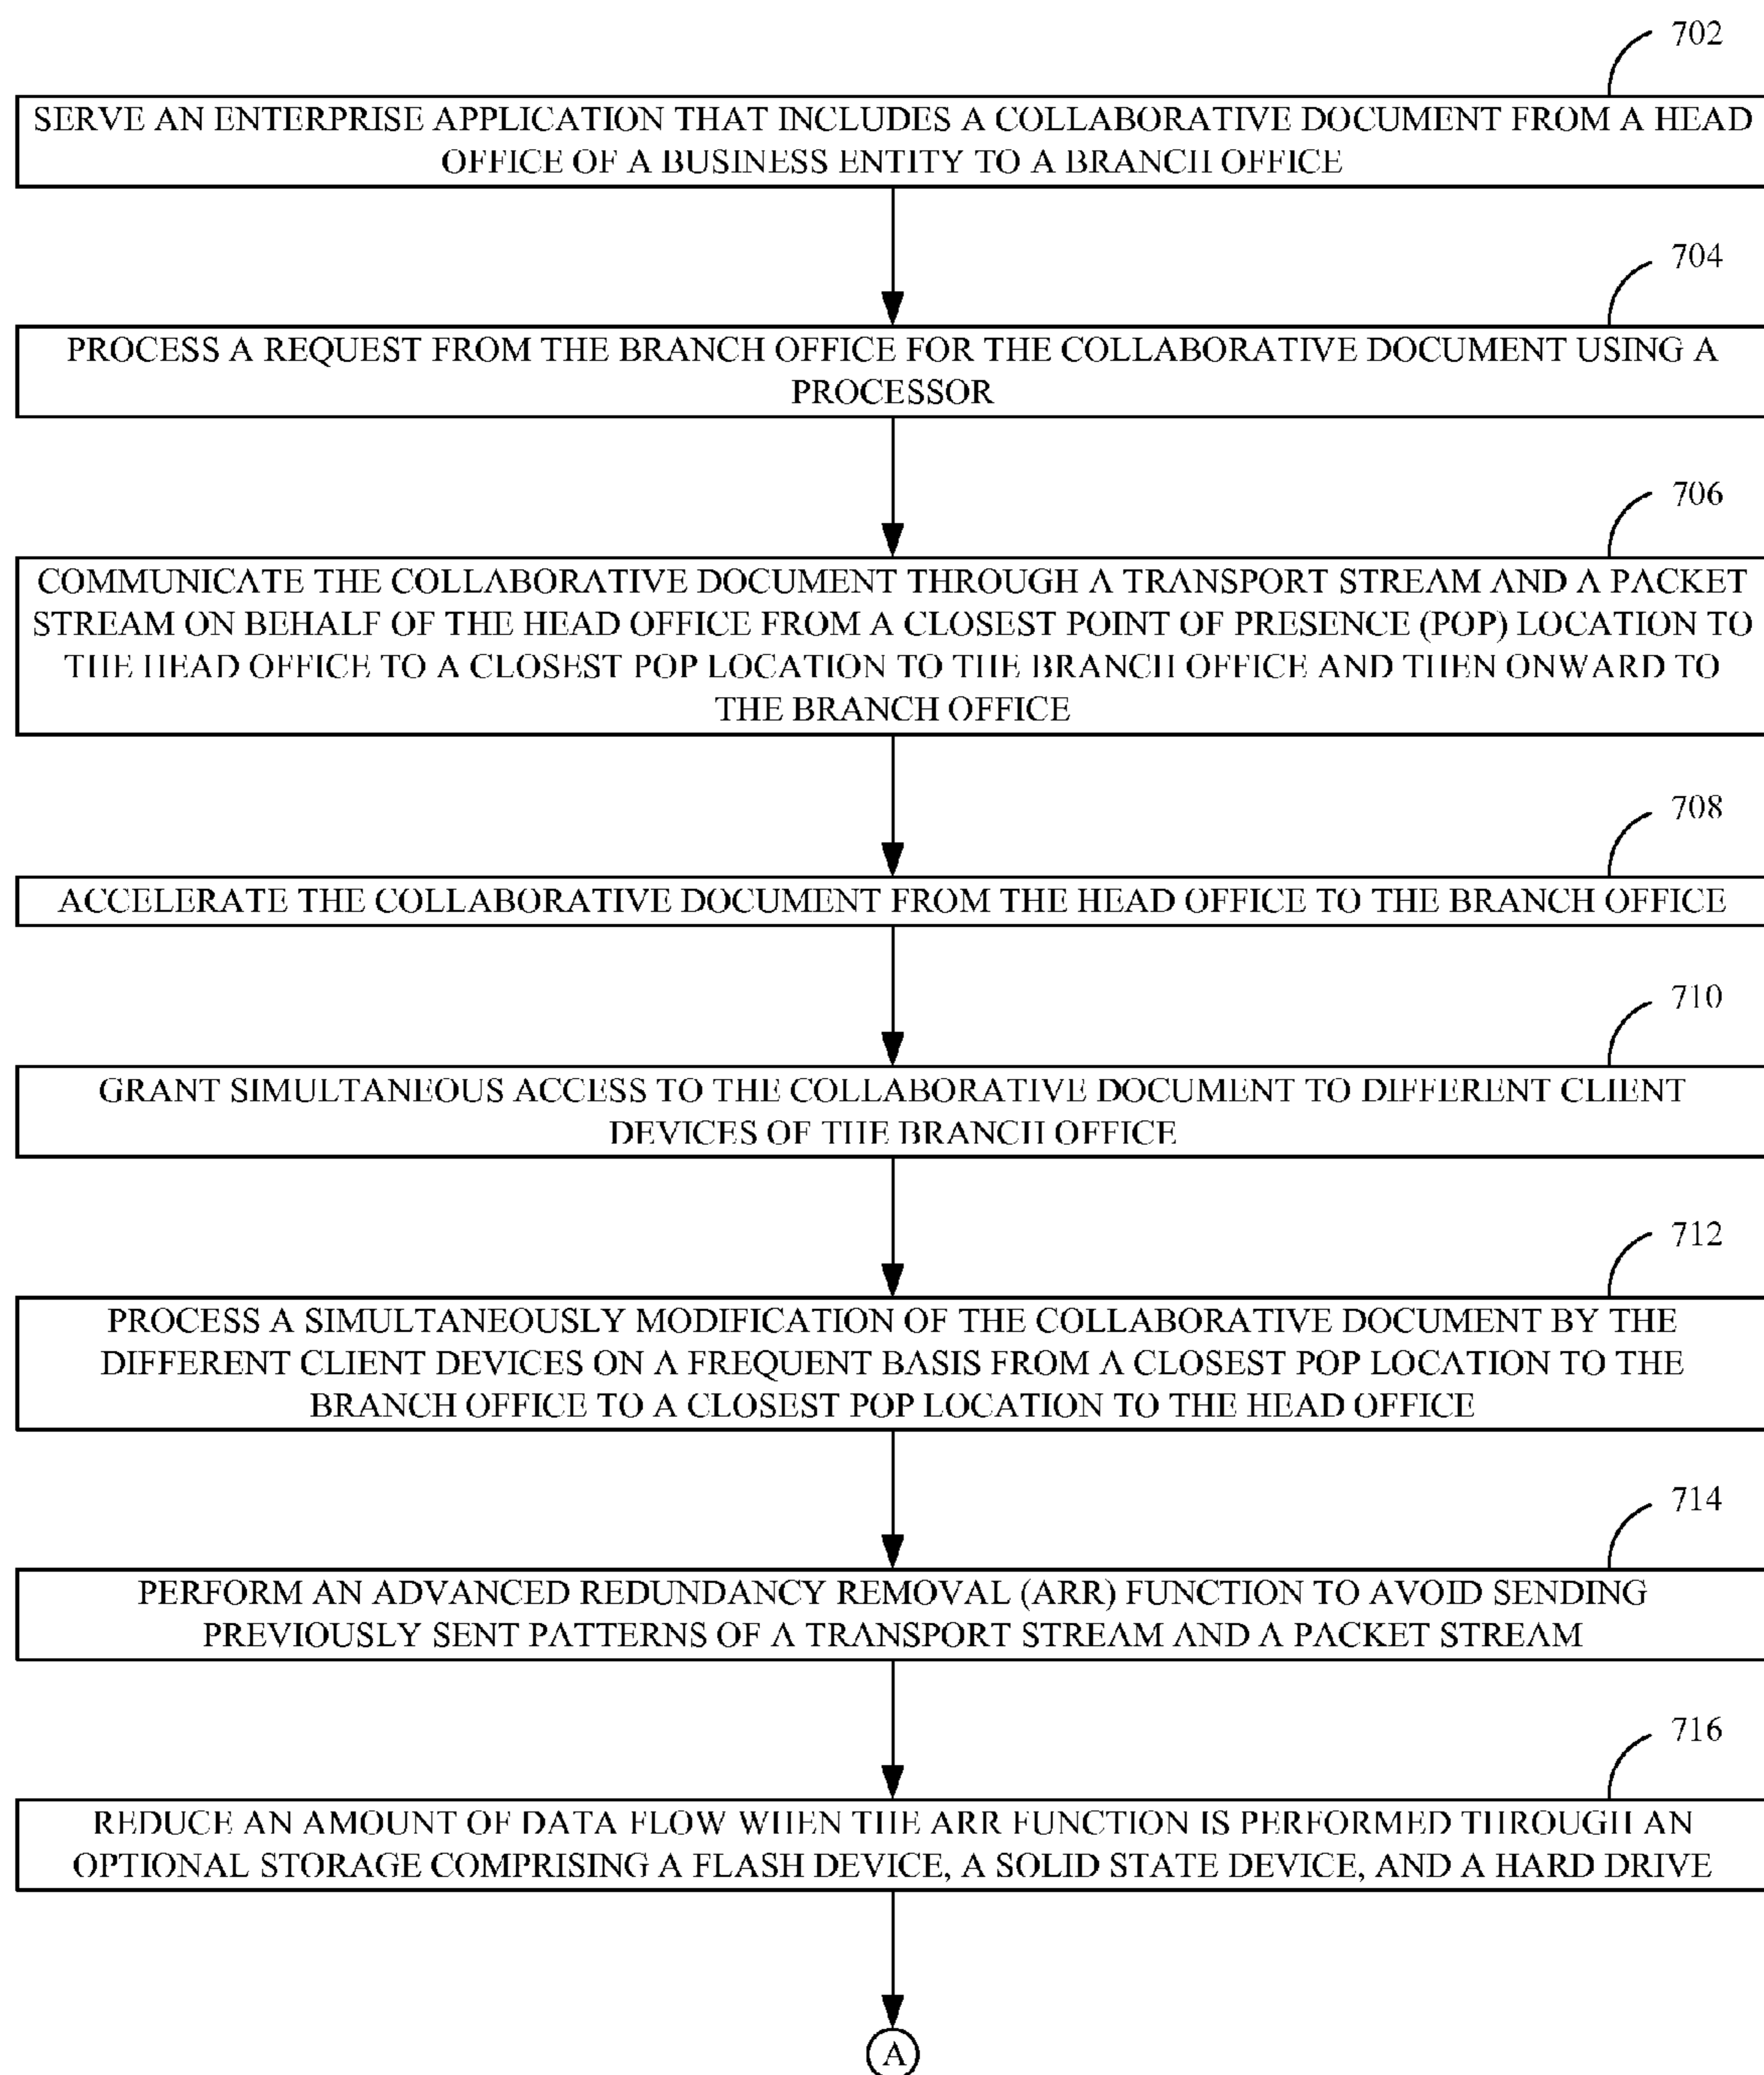 702
SERVE AN ENTERPRISE APPLICATION THAT INCLUDES A COLLABORATIVE DOCUMENT FROM A HEAD
OFFICE OF A BUSINESS ENTITY TO A BRANCH OFFICE
704
PROCESS A REQUEST FROM THE BRANCH OFFICE FOR THE COLLABORATIVE DOCUMENT USING A
PROCESSOR
706
COMMUNICATE THE COLLABORATIVE DOCUMENT THROUGH A TRANSPORT STREAM AND A PACKET
STREAM ON BEHALF OF THE HEAD OFFICE FROM A CLOSEST POINT OF PRESENCE (POP) LOCATION TO
THE HEAD OFFICE TO A CLOSEST POP LOCATION TO THE BRANCH OFFICE AND THEN ONWARD TO
THE BRANCH OFFICE
708
ACCELERATE THE COLLABORATIVE DOCUMENT FROM THE HEAD OFFICE TO THE BRANCH OFFICE
710
GRANT SIMULTANEOUS ACCESS TO THE COLLABORATIVE DOCUMENT TO DIFFERENT CLIENT
DEVICES OF THE BRANCH OFFICE
712
PROCESS A SIMULTANEOUSLY MODIFICATION OF THE COLLABORATIVE DOCUMENT BY THE
DIFFERENT CLIENT DEVICES ON A FREQUENT BASIS FROM A CLOSEST POP LOCATION TO THE
BRANCH OFFICE TO A CLOSEST POP LOCATION TO THE HEAD OFFICE
714
PERFORM AN ADVANCED REDUNDANCY REMOVAL (ARR) FUNCTION TO AVOID SENDING
PREVIOUSLY SENT PATTERNS OF A TRANSPORT STREAM AND A PACKET STREAM
716
REDUCE AN AMOUNT OF DATA FLOW WHEN THE ARR FUNCTION IS PERFORMED THROUGH AN
OPTIONAL STORAGE COMPRISING A FLASH DEVICE, A SOLID STATE DEVICE, AND A HARD DRIVE
A